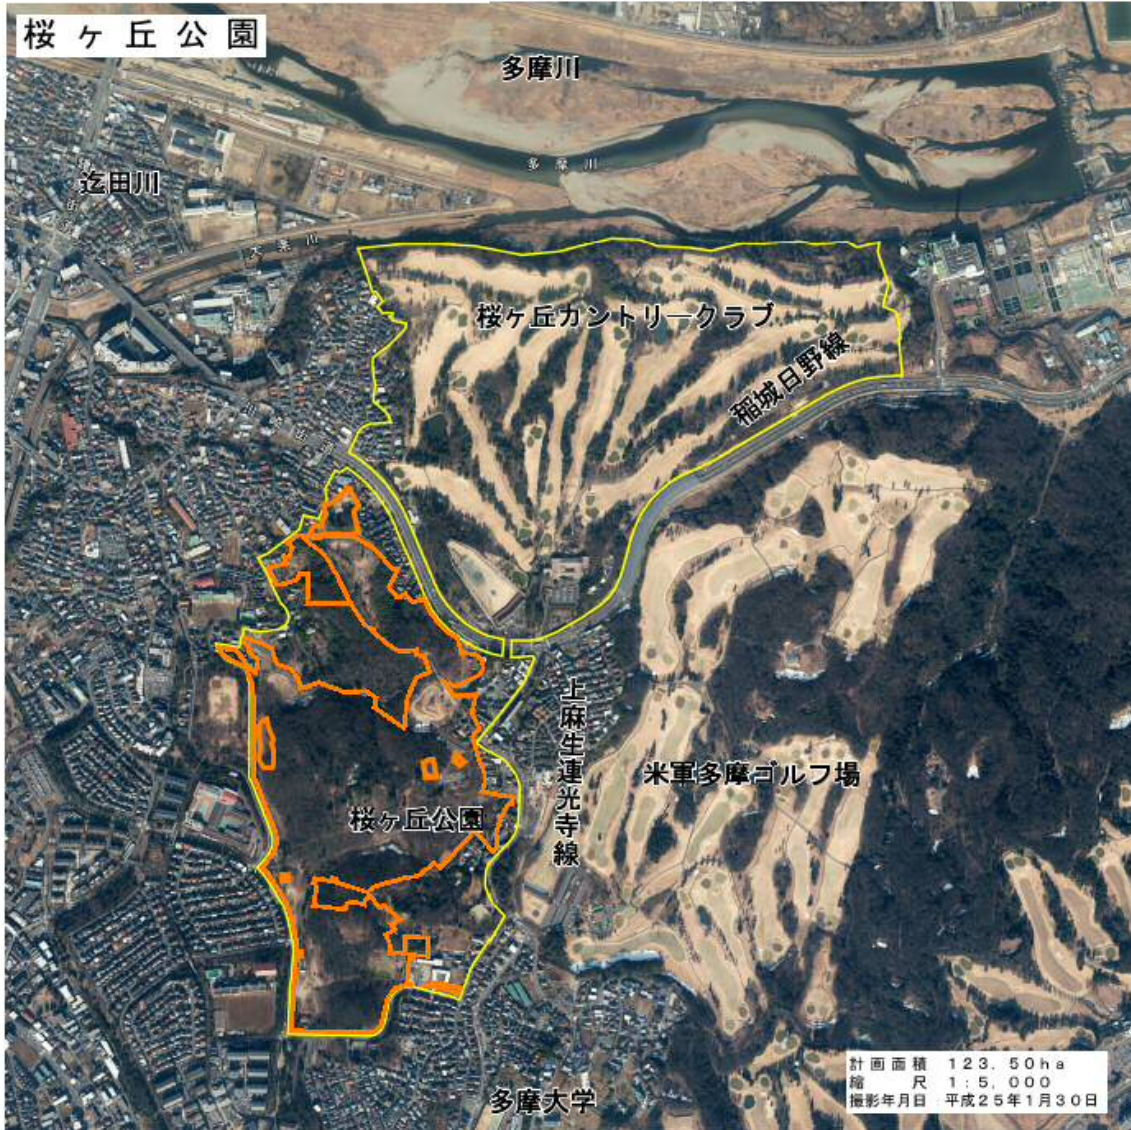 桜ヶ丘公園
多摩川
多摩川
迄田川
大栗川
桜ヶ丘カントリークラブ
稲城日野線
上麻生連光寺線
米軍多摩ゴルフ場
桜ヶ丘公園
多摩大学
計画面積 123.50ha
縮尺 1:5,000
撮影年月日 平成25年1月30日